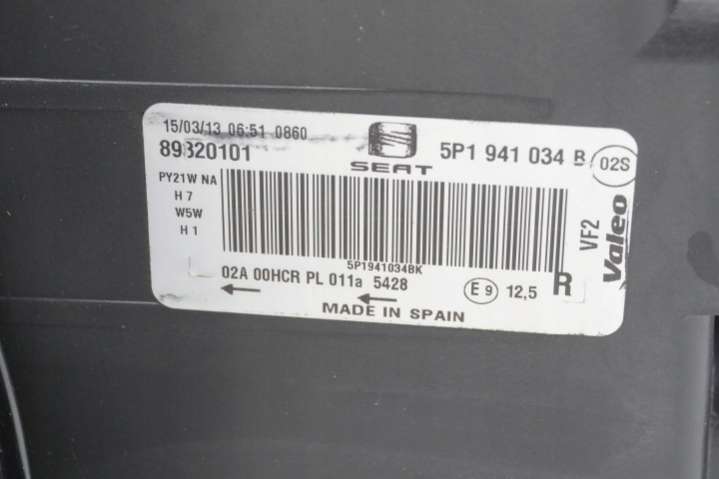 15/03/13 06:51 0860
89820101
SEAT
5P1 941 034 B
02S
PY21W NA
H 7
W5W
H 1
5P1941034BK
02A 00HCR PL 011a 5428
E 9 12,5 R
MADE IN SPAIN
VF2
Valeo